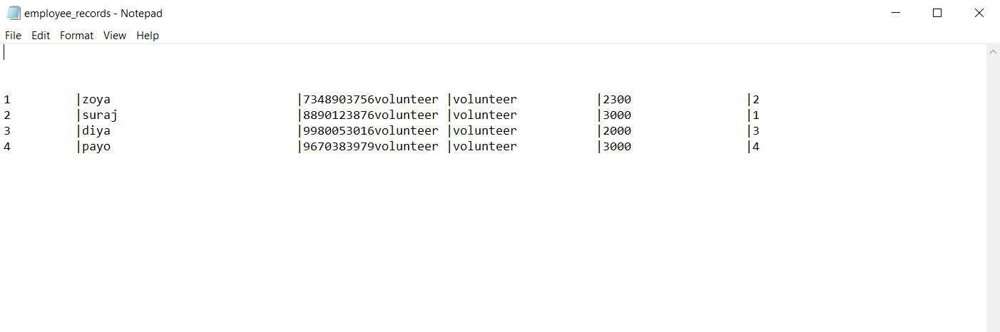 employee_records - Notepad
File Edit Format View Help
1 |zoya |7348903756volunteer |volunteer |2300 |2
2 |suraj |8890123876volunteer |volunteer |3000 |1
3 |diya |9980053016volunteer |volunteer |2000 |3
4 |payo |9670383979volunteer |volunteer |3000 |4